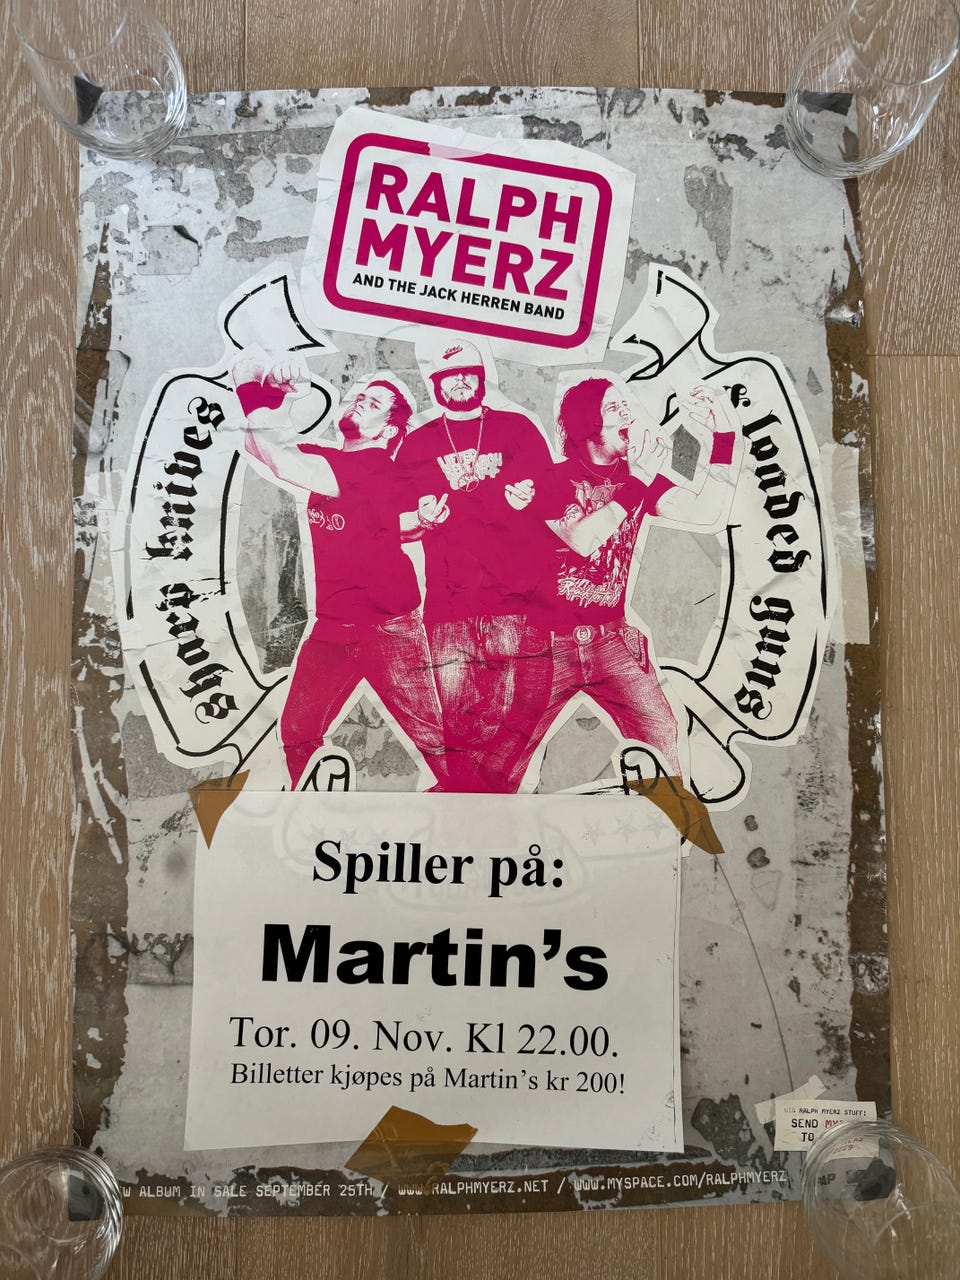 RALPH
MYERZ
AND THE JACK HERREN BAND
Sharp knives
& loaded guns
Spiller på:
Martin's
Tor. 09. Nov. Kl 22.00.
Billetter kjøpes på Martin's kr 200!
WIN RALPH MYERZ STUFF:
SEND
TO
W ALBUM IN SALE SEPTEMBER 25TH / WWW.RALPHMYERZ.NET / WWW.MYSPACE.COM/RALPHMYERZ